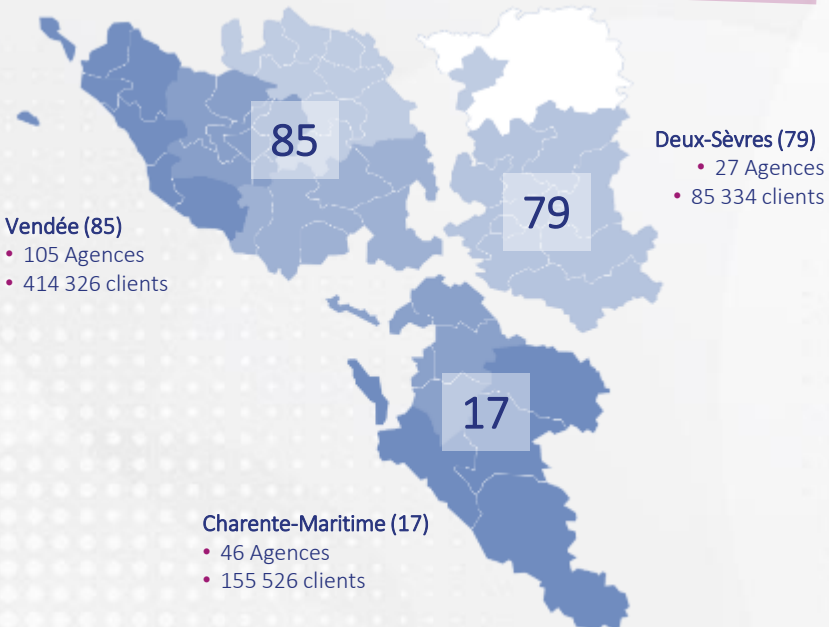 85
Deux-Sèvres (79)
• 27 Agences
• 85 334 clients
79
Vendée (85)
• 105 Agences
• 414 326 clients
17
Charente-Maritime (17)
• 46 Agences
• 155 526 clients